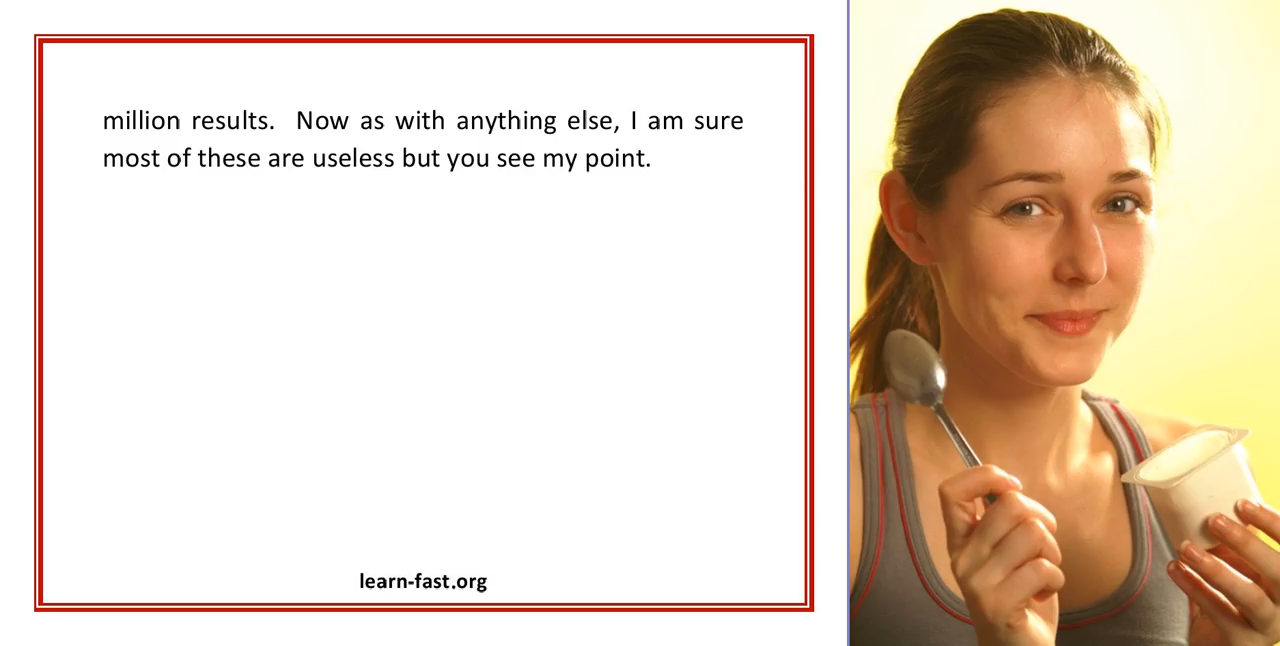 million results.  Now as with anything else, I am sure
most of these are useless but you see my point.
learn-fast.org